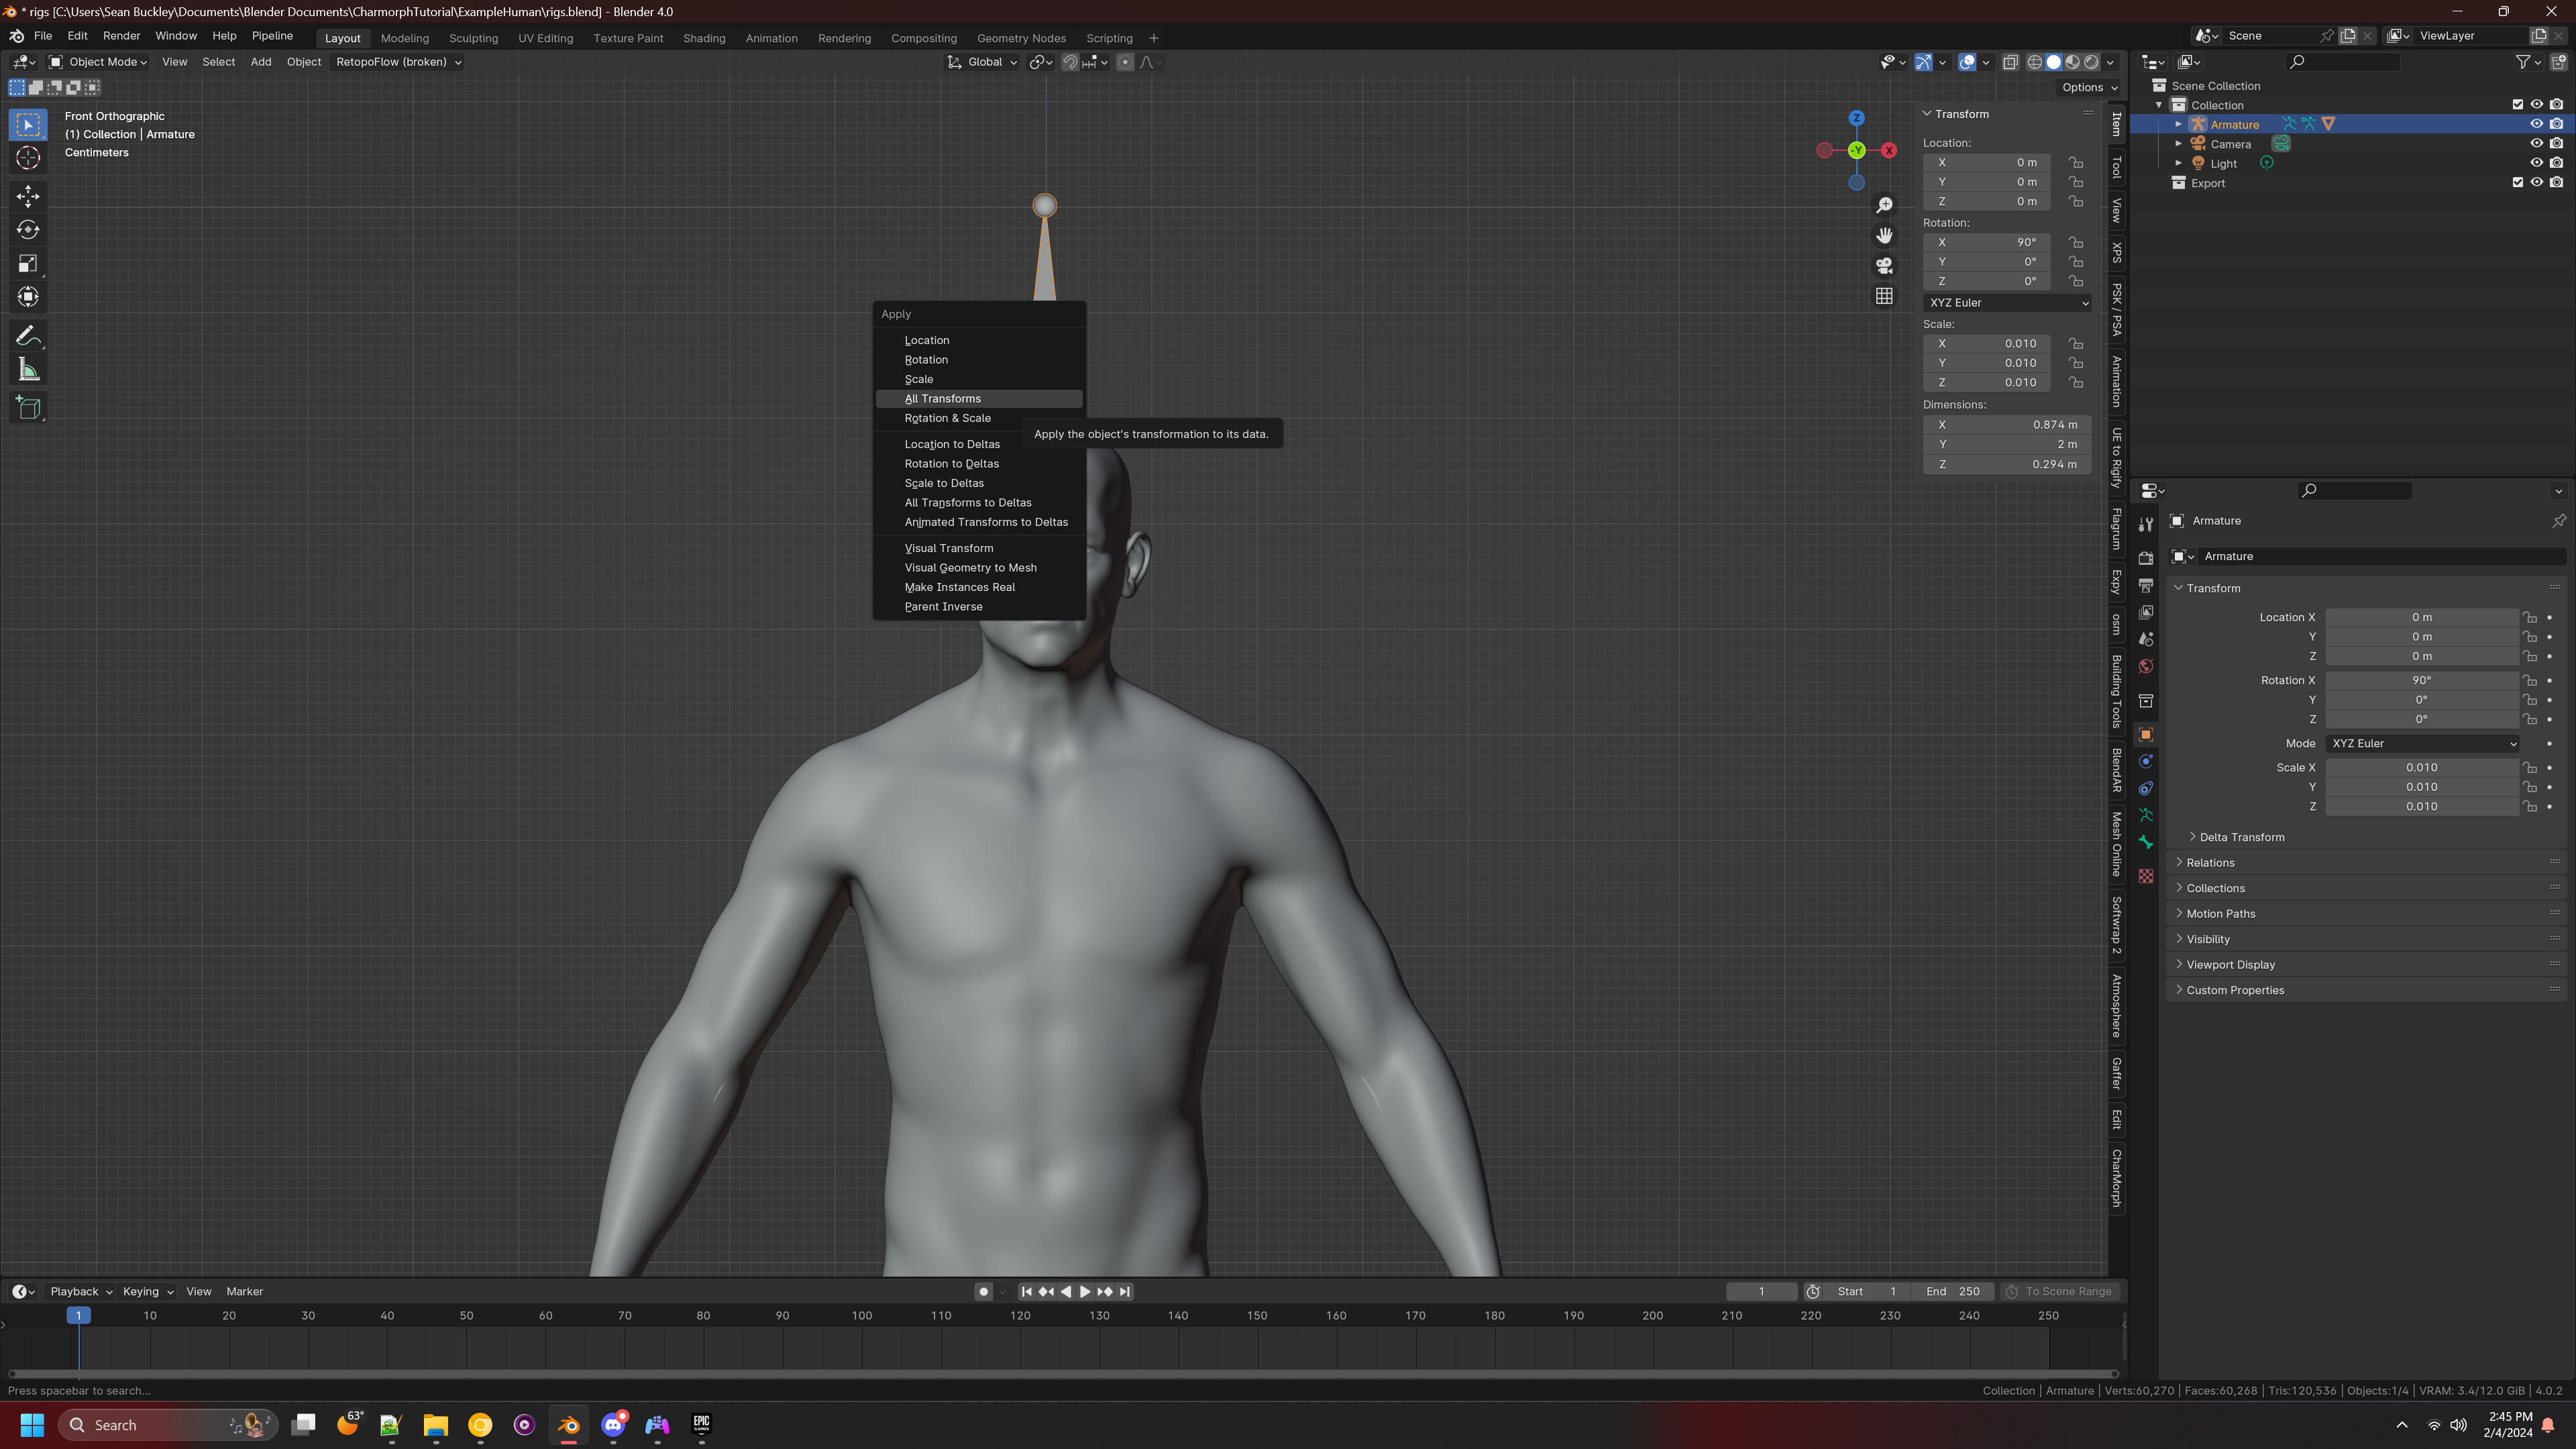 * rigs [C:\Users\Sean Buckley\Documents\Blender Documents\CharmorphTutorial\ExampleHuman\rigs.blend] - Blender 4.0
File Edit Render Window Help Pipeline Layout Modeling Sculpting UV Editing Texture Paint Shading Animation Rendering Compositing Geometry Nodes Scripting + Scene ViewLayer
Object Mode View Select Add Object RetopoFlow (broken) Global
Options
Front Orthographic
(1) Collection | Armature
Centimeters
Apply
Location
Rotation
Scale
All Transforms
Rotation & Scale
Apply the object's transformation to its data.
Location to Deltas
Rotation to Deltas
Scale to Deltas
All Transforms to Deltas
Animated Transforms to Deltas
Visual Transform
Visual Geometry to Mesh
Make Instances Real
Parent Inverse
Z
-Y X
Transform
Location:
X 0 m
Y 0 m
Z 0 m
Rotation:
X 90°
Y 0°
Z 0°
XYZ Euler
Scale:
X 0.010
Y 0.010
Z 0.010
Dimensions:
X 0.874 m
Y 2 m
Z 0.294 m
Item
Tool
View
XPS
PSK / PSA
Animation
UE to Rigify
Flagrum
Expy
osm
Building Tools
BlendAR
Mesh Online
Softwrap 2
Atmosphere
Gaffer
Edit
CharMorph
Scene Collection
Collection
Armature
Camera
Light
Export
Armature
Armature
Transform
Location X 0 m
Y 0 m
Z 0 m
Rotation X 90°
Y 0°
Z 0°
Mode XYZ Euler
Scale X 0.010
Y 0.010
Z 0.010
Delta Transform
Relations
Collections
Motion Paths
Visibility
Viewport Display
Custom Properties
Playback Keying View Marker 1 Start 1 End 250 To Scene Range
1 10 20 30 40 50 60 70 80 90 100 110 120 130 140 150 160 170 180 190 200 210 220 230 240 250
Press spacebar to search...
Collection | Armature | Verts:60,270 | Faces:60,268 | Tris:120,536 | Objects:1/4 | VRAM: 3.4/12.0 GiB | 4.0.2
Search
63°
EPIC GAMES
2:45 PM
2/4/2024